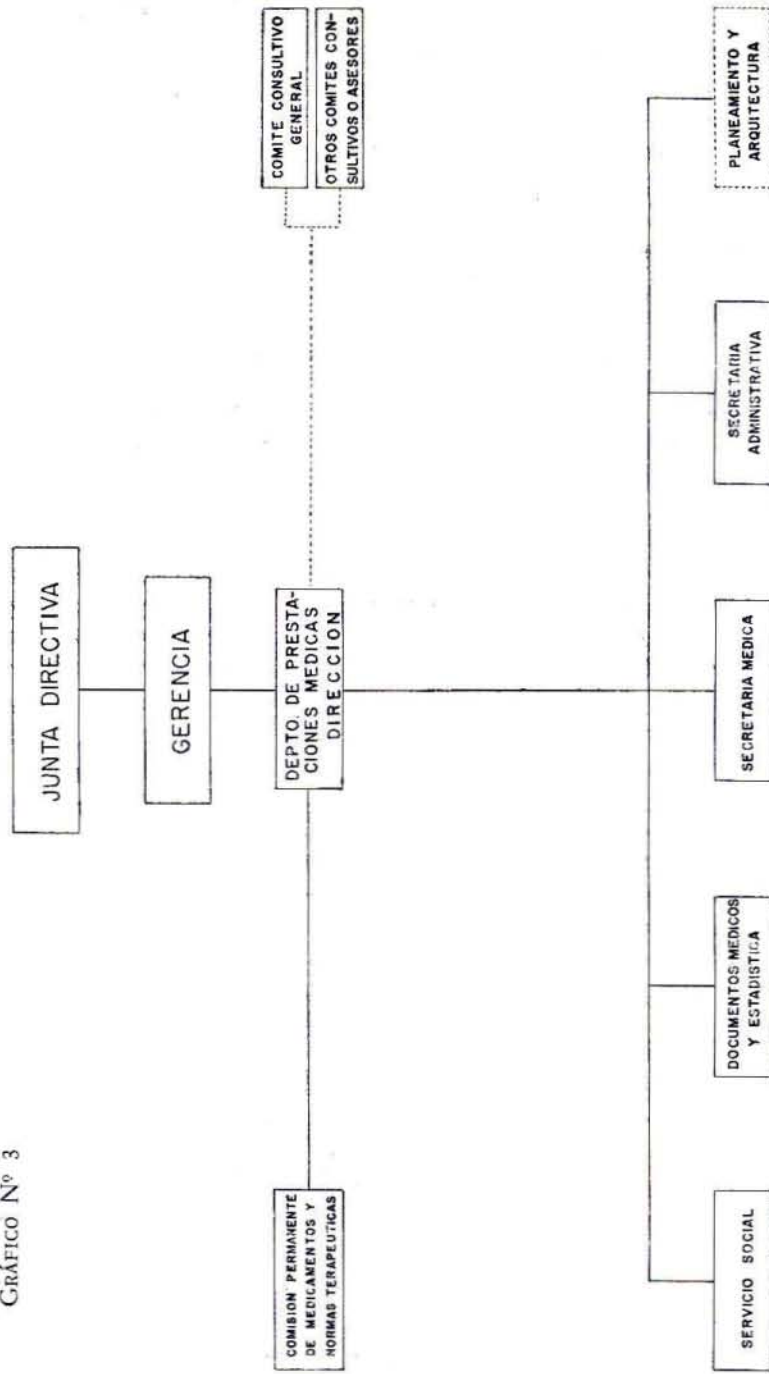 GRÁFICO Nº 3
JUNTA DIRECTIVA
GERENCIA
COMISION PERMANENTE
DE MEDICAMENTOS Y
NORMAS TERAPEUTICAS
DEPTO. DE PRESTA-
CIONES MEDICAS
DIRECCION
COMITE CONSULTIVO
GENERAL
OTROS COMITES CON-
SULTIVOS O ASESORES
SERVICIO SOCIAL
DOCUMENTOS MEDICOS
Y ESTADISTICA
SECRETARIA MEDICA
SECRETARIA
ADMINISTRATIVA
PLANEAMIENTO Y
ARQUITECTURA